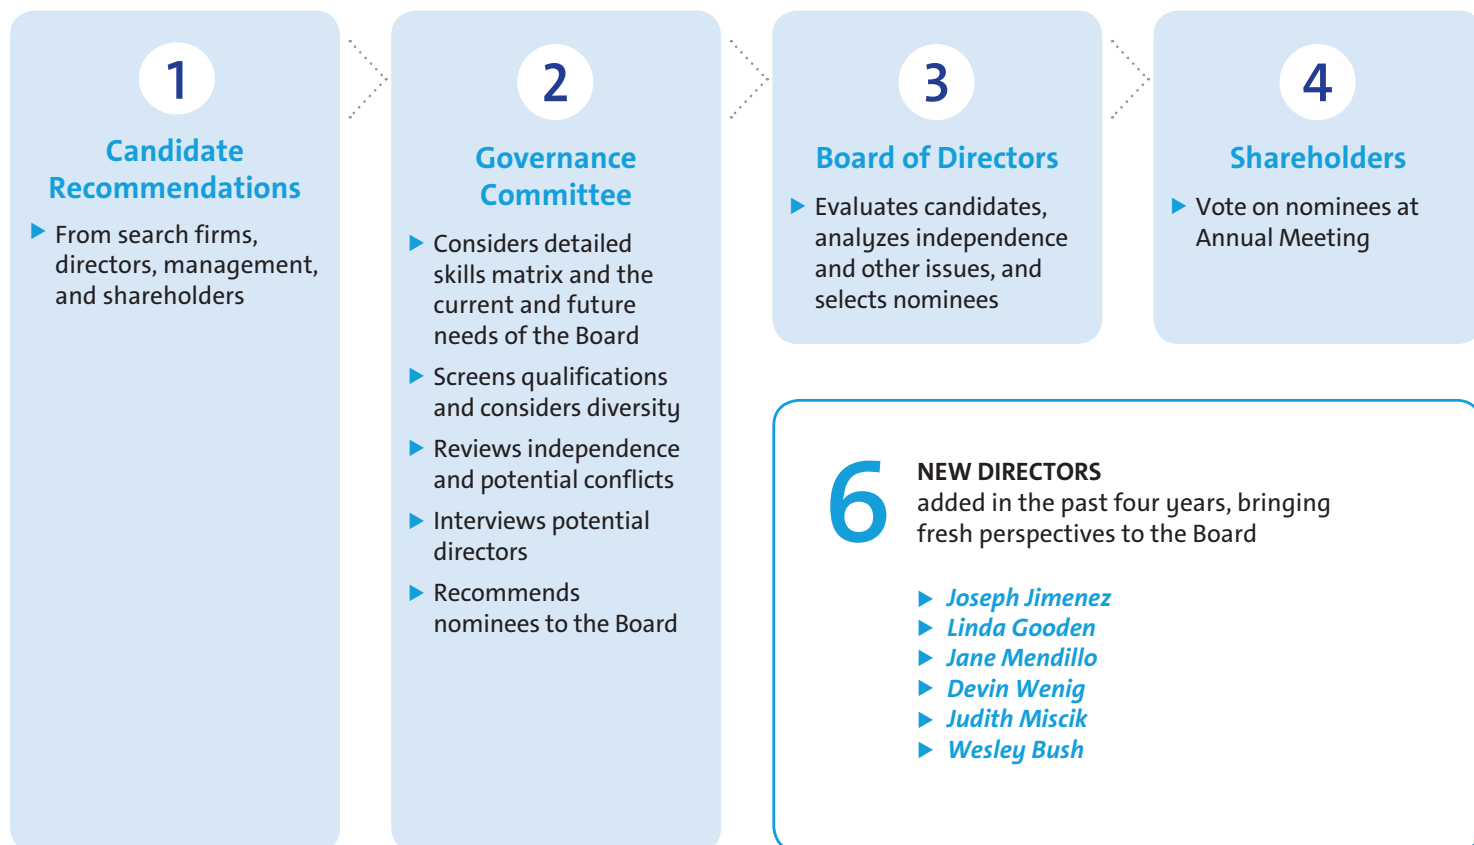 1
Candidate
Recommendations
▶ From search firms,
directors, management,
and shareholders
2
Governance
Committee
▶ Considers detailed
skills matrix and the
current and future
needs of the Board
▶ Screens qualifications
and considers diversity
▶ Reviews independence
and potential conflicts
▶ Interviews potential
directors
▶ Recommends
nominees to the Board
3
Board of Directors
▶ Evaluates candidates,
analyzes independence
and other issues, and
selects nominees
4
Shareholders
▶ Vote on nominees at
Annual Meeting
6
NEW DIRECTORS
added in the past four years, bringing
fresh perspectives to the Board
▶ Joseph Jimenez
▶ Linda Gooden
▶ Jane Mendillo
▶ Devin Wenig
▶ Judith Miscik
▶ Wesley Bush